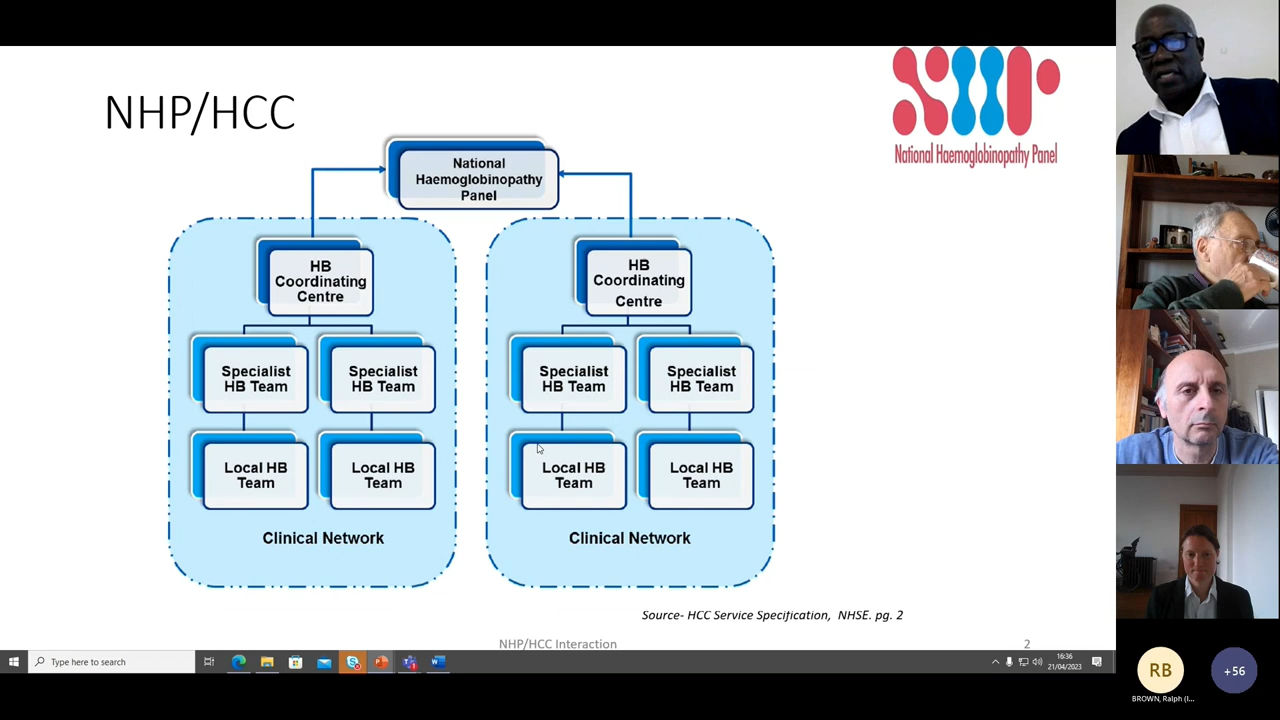 NHP/HCC
National Haemoglobinopathy Panel
National
Haemoglobinopathy
Panel
HB
Coordinating
Centre
HB
Coordinating
Centre
Specialist
HB Team
Specialist
HB Team
Specialist
HB Team
Specialist
HB Team
Local HB
Team
Local HB
Team
Local HB
Team
Local HB
Team
Clinical Network
Clinical Network
Source- HCC Service Specification, NHSE. pg. 2
NHP/HCC Interaction
2
Type here to search
16:36
21/04/2023
RB
+56
BROWN, Ralph (I...